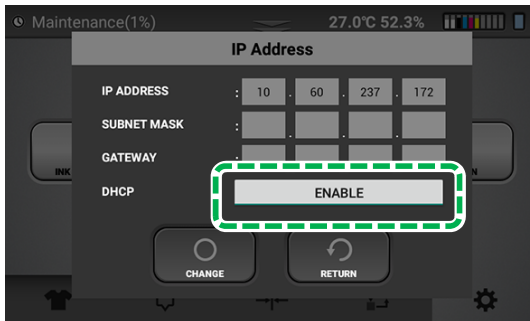 Maintenance(1%) 27.0℃ 52.3%
IP Address
IP ADDRESS : 10 . 60 . 237 . 172
SUBNET MASK : . . .
GATEWAY : . . .
DHCP ENABLE
INK
N
CHANGE RETURN